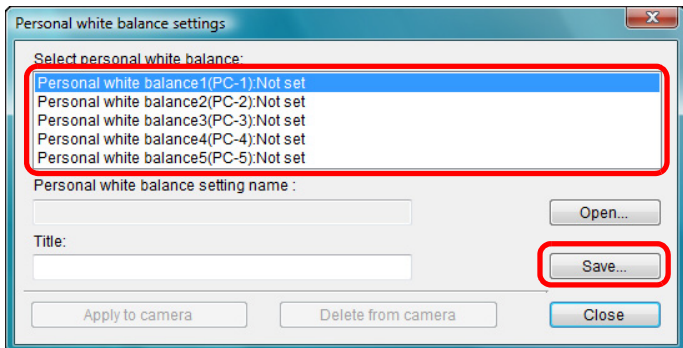 Personal white balance settings
Select personal white balance:
Personal white balance1(PC-1):Not set
Personal white balance2(PC-2):Not set
Personal white balance3(PC-3):Not set
Personal white balance4(PC-4):Not set
Personal white balance5(PC-5):Not set
Personal white balance setting name :
Open...
Title:
Save...
Apply to camera Delete from camera Close